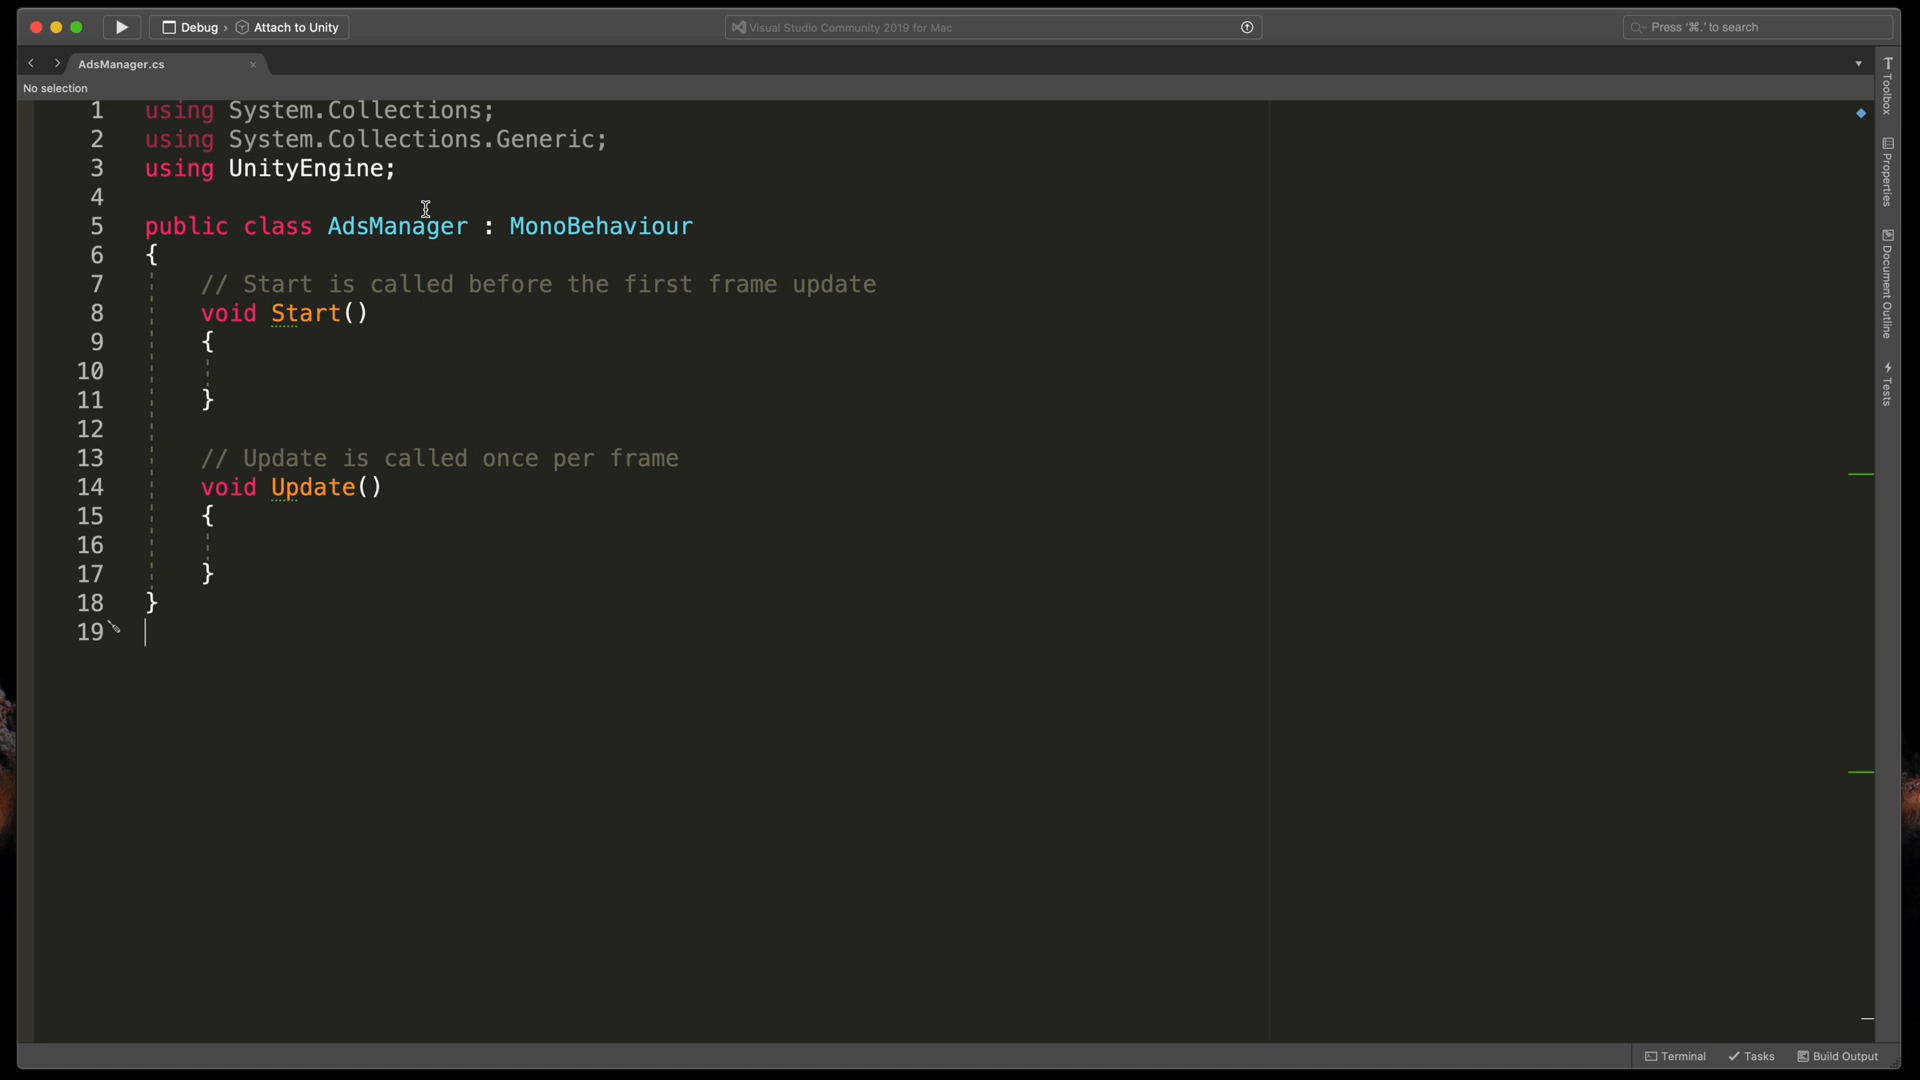 Debug › Attach to Unity
Visual Studio Community 2019 for Mac
Press '⌘.' to search
AdsManager.cs
No selection
1 using System.Collections;
2 using System.Collections.Generic;
3 using UnityEngine;
4
5 public class AdsManager : MonoBehaviour
6 {
7 // Start is called before the first frame update
8 void Start()
9 {
10
11 }
12
13 // Update is called once per frame
14 void Update()
15 {
16
17 }
18 }
19
Toolbox
Properties
Document Outline
Tests
Terminal
Tasks
Build Output